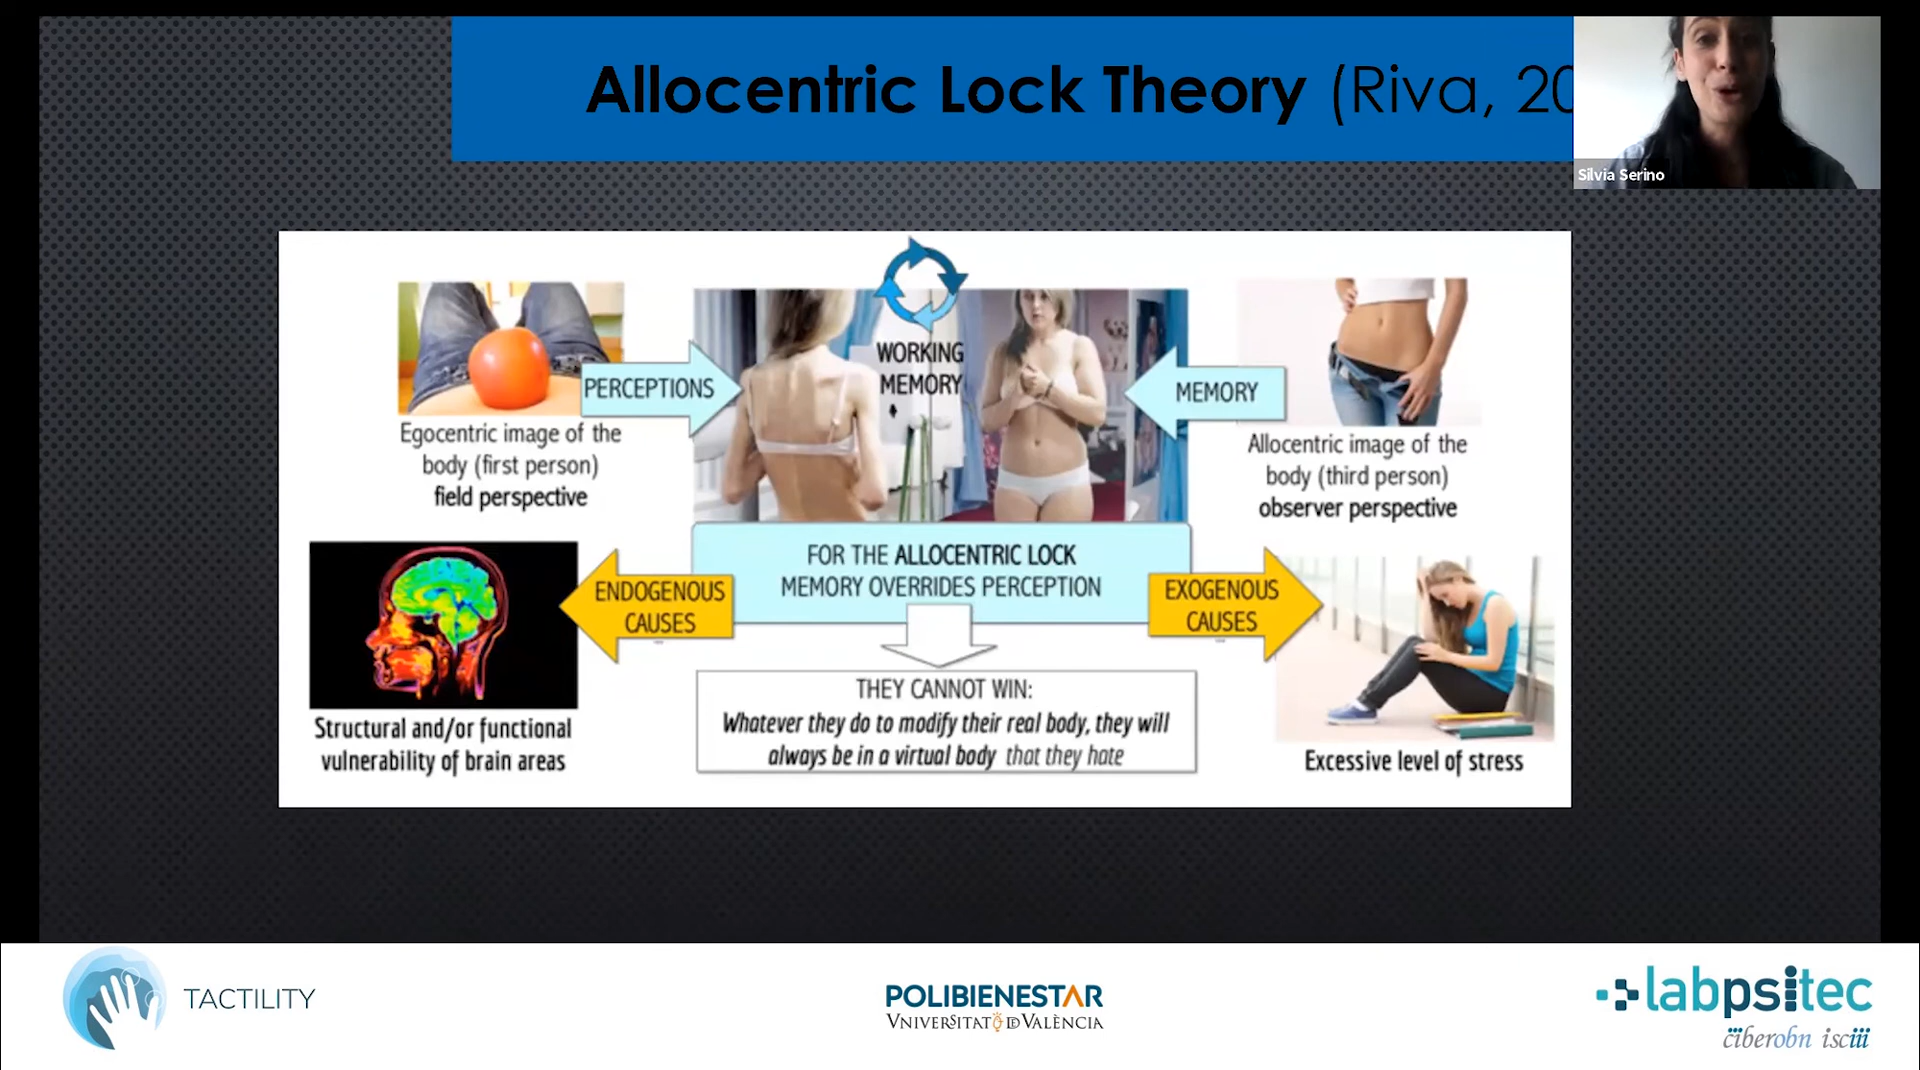 Allocentric Lock Theory (Riva, 20
Silvia Serino
WORKING
MEMORY
PERCEPTIONS
MEMORY
Egocentric image of the
body (first person)
field perspective
Allocentric image of the
body (third person)
observer perspective
FOR THE ALLOCENTRIC LOCK
MEMORY OVERRIDES PERCEPTION
ENDOGENOUS
CAUSES
EXOGENOUS
CAUSES
THEY CANNOT WIN:
Whatever they do to modify their real body, they will
always be in a virtual body that they hate
Structural and/or functional
vulnerability of brain areas
Excessive level of stress
TACTILITY
POLIBIENESTAR
VNIVERSITAT DE VALÈNCIA
labpsitec
ciberobn isciii